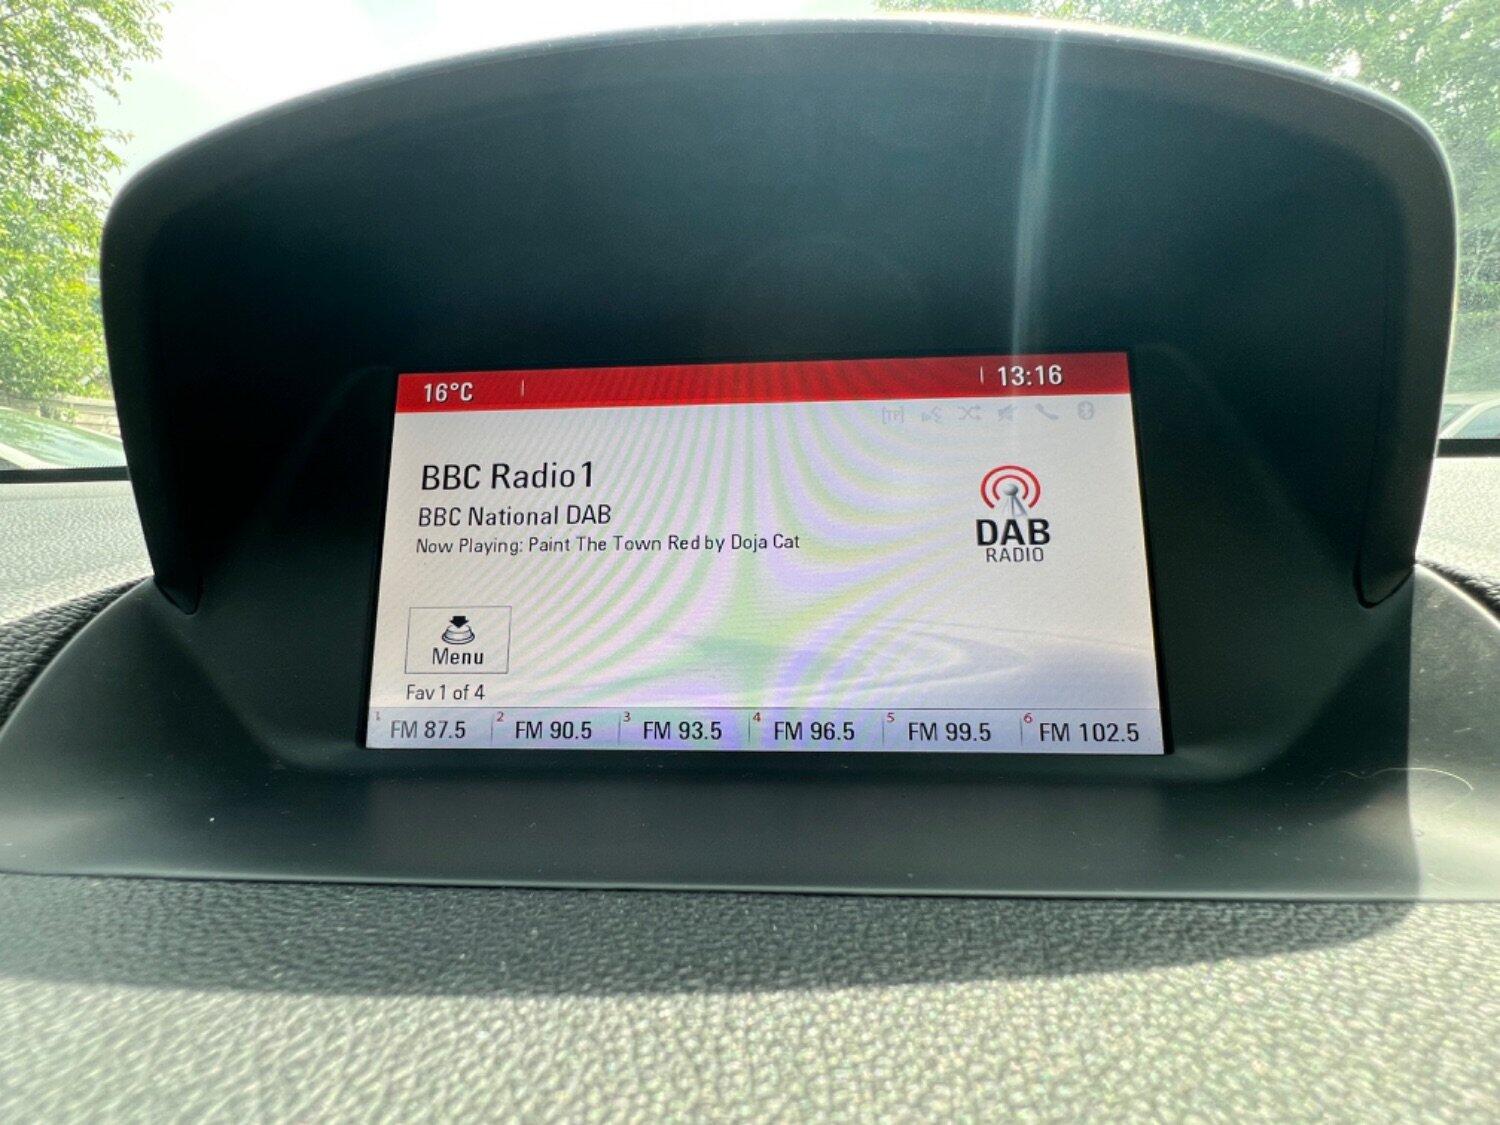 16°C 13:16
BBC Radio 1
BBC National DAB
Now Playing: Paint The Town Red by Doja Cat
DAB
RADIO
Menu
Fav 1 of 4
1 FM 87.5 2 FM 90.5 3 FM 93.5 4 FM 96.5 5 FM 99.5 6 FM 102.5